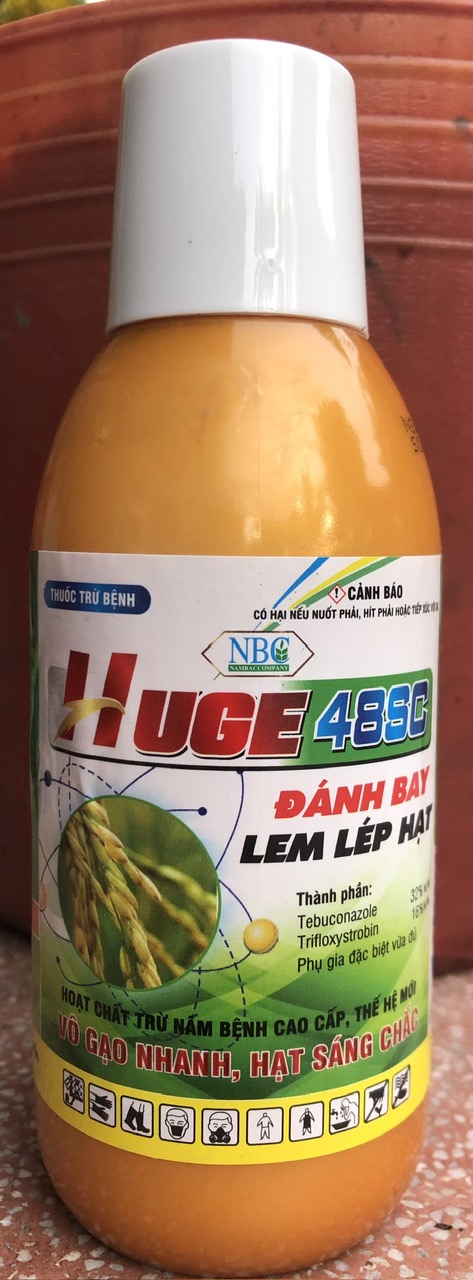 THUỐC TRỪ BỆNH
CẢNH BÁO
CÓ HẠI NẾU NUỐT PHẢI, HÍT PHẢI HOẶC TIẾP XÚC VỚI DA
NBC
NAMBACCOMPANY
HUGE 48SC
ĐÁNH BAY
LEM LÉP HẠT
Thành phần:
Tebuconazole 32%
Trifloxystrobin 16%
Phụ gia đặc biệt vừa đủ
HOẠT CHẤT TRỪ NẤM BỆNH CAO CẤP, THẾ HỆ MỚI
VÔ GẠO NHANH, HẠT SÁNG CHẮC